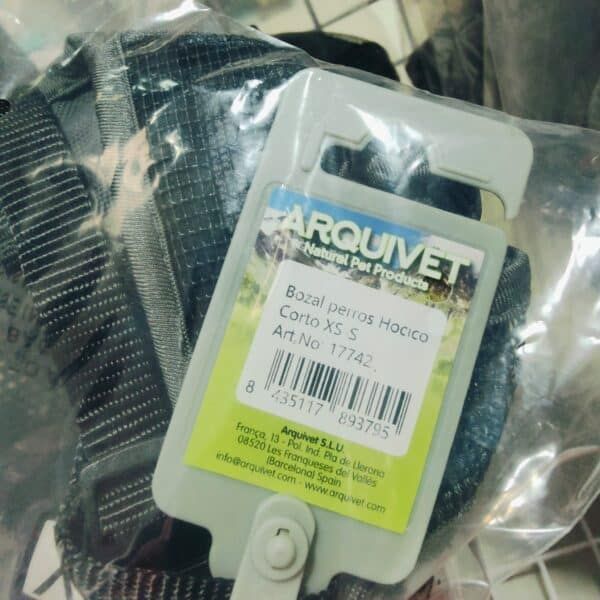 ARQUIVET
Natural Pet Products
Bozal perros Hocico
Corto XS S
Art.No: 17742
8 435117 893795
Arquivet S.L.U.
França, 13 - Pol. Ind. Pla de Llerona
08520 Les Franqueses del Vallès
(Barcelona) Spain
info@arquivet.com - www.arquivet.com